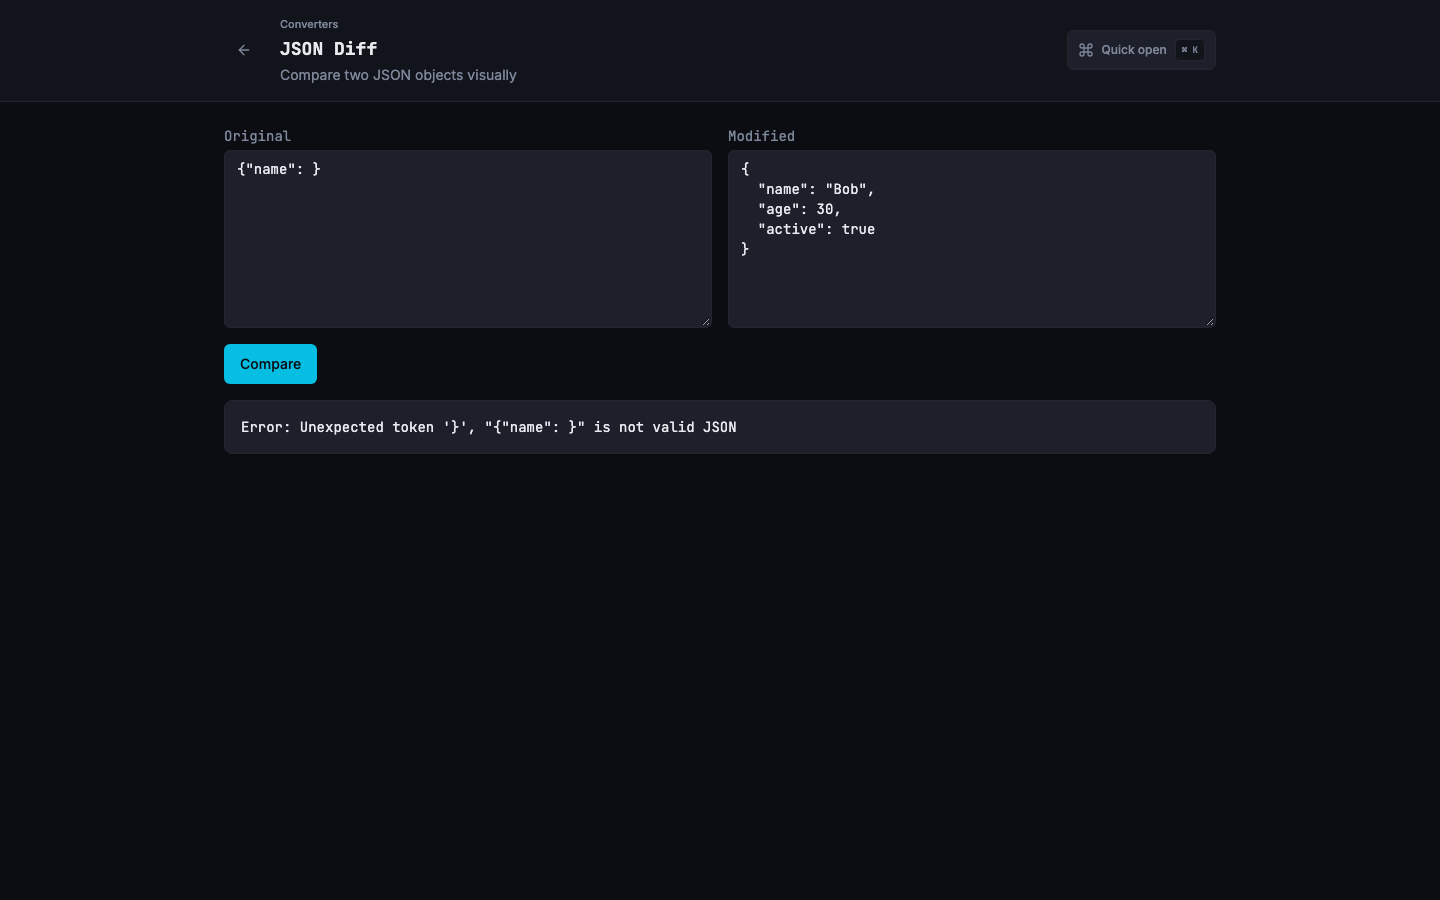 Converters
JSON Diff
Compare two JSON objects visually
⌘ Quick open ⌘ K
Original
{"name": }
Modified
{
  "name": "Bob",
  "age": 30,
  "active": true
}
Compare
Error: Unexpected token '}', "{"name": }" is not valid JSON